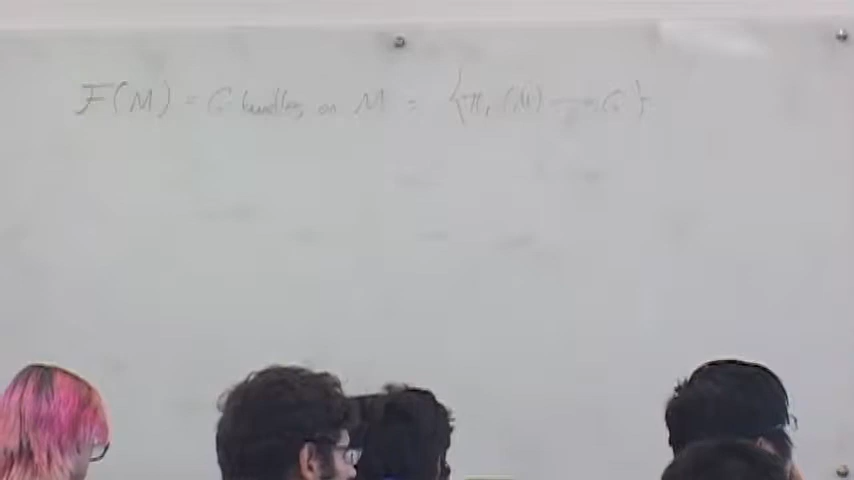 F(M) = G bundles on M = {π₁(M) → G}